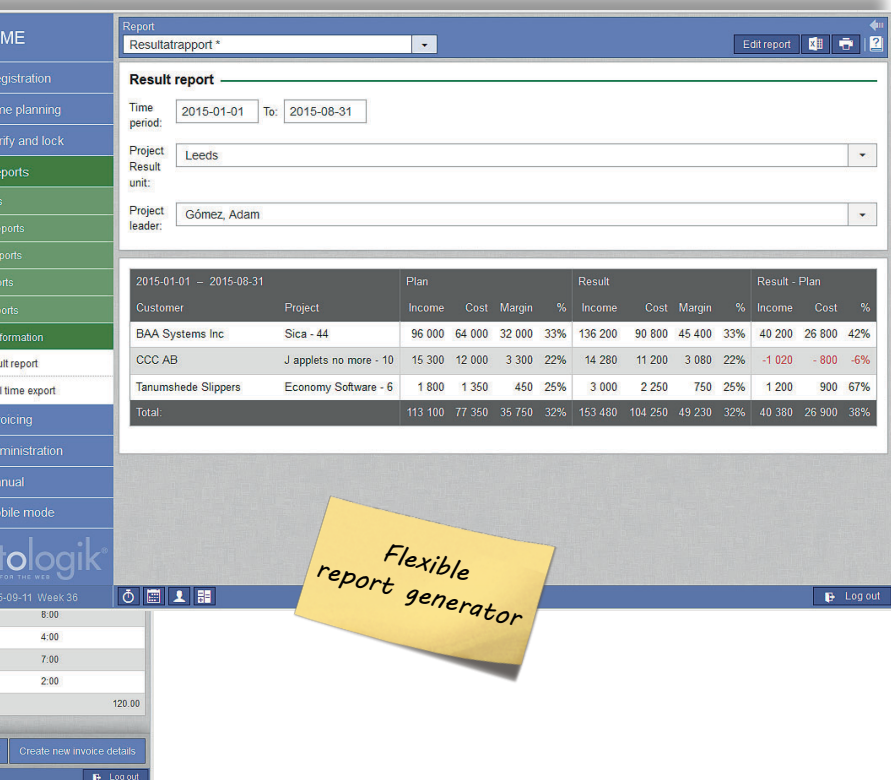 ME
Report
Resultatrapport *
Edit report
egistration
me planning
rify and lock
eports
s
eports
ports
orts
ports
formation
ult report
l time export
voicing
ministration
anual
obile mode
tologik®
FOR THE WEB
5-09-11 Week 36
Result report
Time period: 2015-01-01 To: 2015-08-31
Project Result unit: Leeds
Project leader: Gómez, Adam
2015-01-01 – 2015-08-31 Plan Result Result - Plan
Customer Project Income Cost Margin % Income Cost Margin % Income Cost %
BAA Systems Inc Sica - 44 96 000 64 000 32 000 33% 136 200 90 800 45 400 33% 40 200 26 800 42%
CCC AB J applets no more - 10 15 300 12 000 3 300 22% 14 280 11 200 3 080 22% -1 020 - 800 -6%
Tanumshede Slippers Economy Software - 6 1 800 1 350 450 25% 3 000 2 250 750 25% 1 200 900 67%
Total: 113 100 77 350 35 750 32% 153 480 104 250 49 230 32% 40 380 26 900 38%
Flexible
report generator
Log out
8:00
4:00
7:00
2:00
120.00
Create new invoice details
Log out